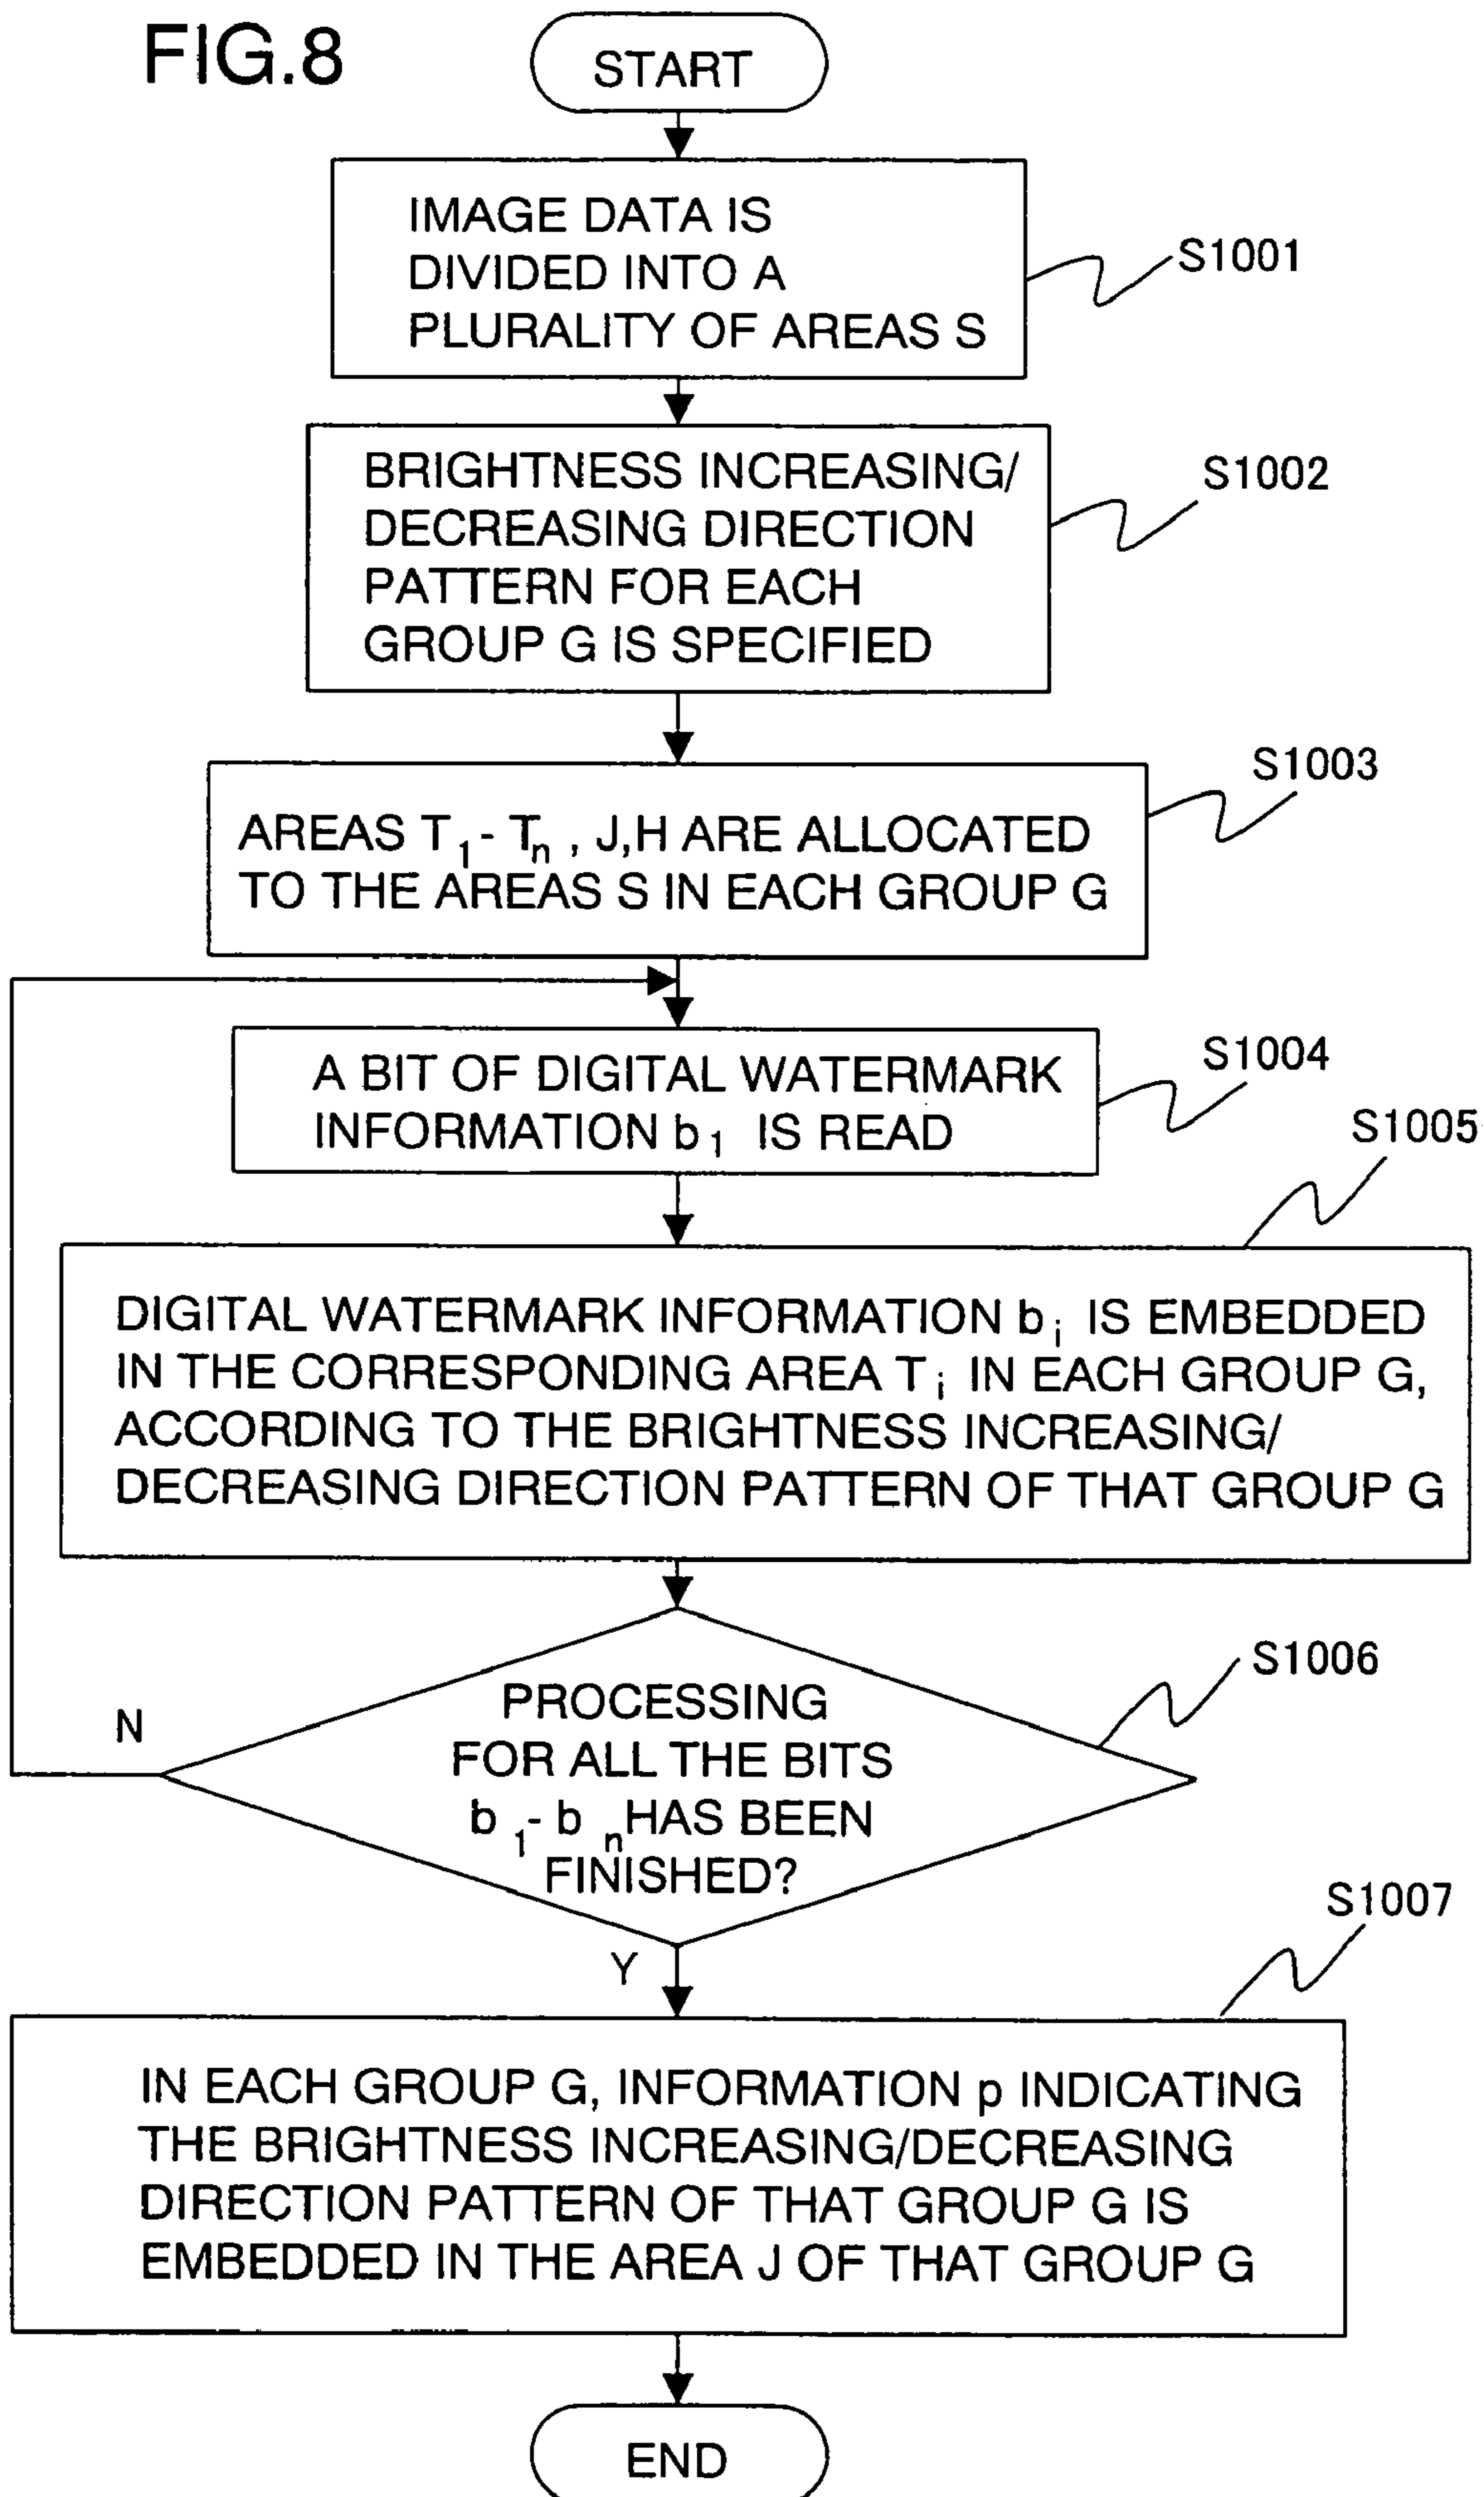 FIG.8
START
IMAGE DATA IS
DIVIDED INTO A
PLURALITY OF AREAS S
S1001
BRIGHTNESS INCREASING/
DECREASING DIRECTION
PATTERN FOR EACH
GROUP G IS SPECIFIED
S1002
AREAS T₁- Tₙ , J,H ARE ALLOCATED
TO THE AREAS S IN EACH GROUP G
S1003
A BIT OF DIGITAL WATERMARK
INFORMATION b₁ IS READ
S1004
DIGITAL WATERMARK INFORMATION bᵢ IS EMBEDDED
IN THE CORRESPONDING AREA Tᵢ IN EACH GROUP G,
ACCORDING TO THE BRIGHTNESS INCREASING/
DECREASING DIRECTION PATTERN OF THAT GROUP G
S1005
PROCESSING
FOR ALL THE BITS
b₁- bₙ HAS BEEN
FINISHED?
S1006
N
Y
IN EACH GROUP G, INFORMATION p INDICATING
THE BRIGHTNESS INCREASING/DECREASING
DIRECTION PATTERN OF THAT GROUP G IS
EMBEDDED IN THE AREA J OF THAT GROUP G
S1007
END